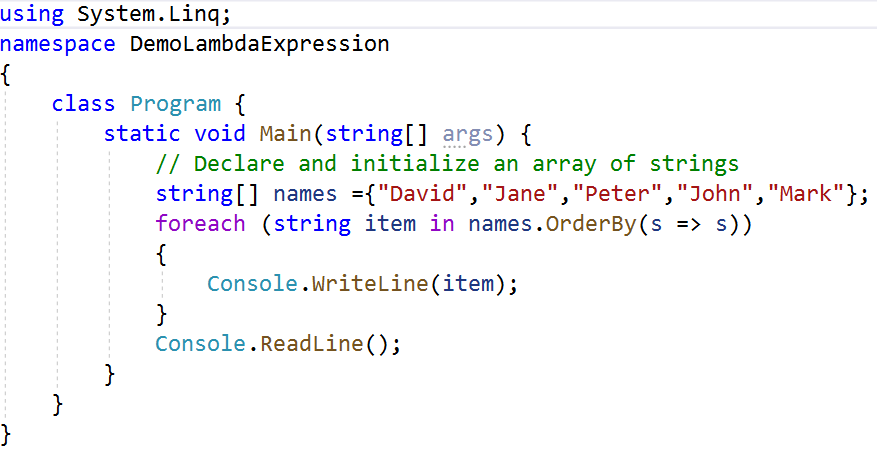 using System.Linq;
namespace DemoLambdaExpression
{
    class Program {
        static void Main(string[] args) {
            // Declare and initialize an array of strings
            string[] names ={"David","Jane","Peter","John","Mark"};
            foreach (string item in names.OrderBy(s => s))
            {
                Console.WriteLine(item);
            }
            Console.ReadLine();
        }
    }
}